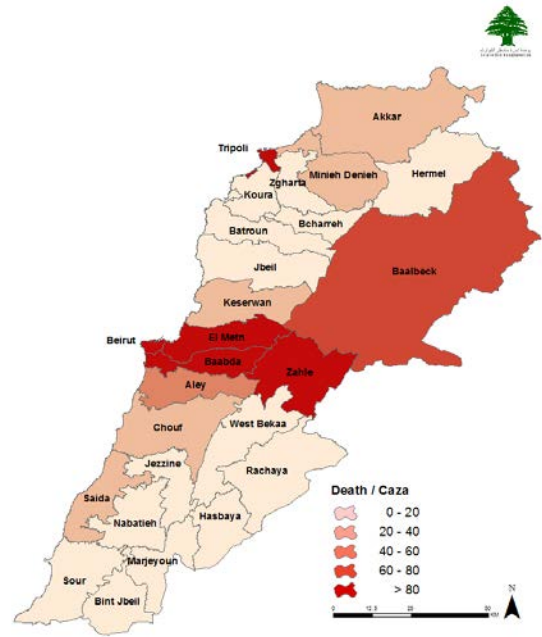 Akkar
Tripoli
Minieh Denieh
Hermel
Zgharta
Koura
Bcharreh
Batroun
Jbeil
Baalbeck
Keserwan
El Metn
Beirut
Baabda
Zahle
Aley
Chouf
West Bekaa
Jezzine
Rachaya
Saida
Hasbaya
Nabatieh
Marjeyoun
Sour
Bint Jbeil
Death / Caza
0 - 20
20 - 40
40 - 60
60 - 80
> 80
N
0
KM